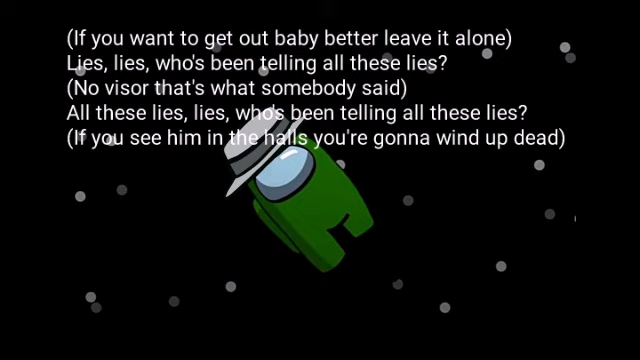 (If you want to get out baby better leave it alone)
Lies, lies, who's been telling all these lies?
(No visor that's what somebody said)
All these lies, lies, who's been telling all these lies?
(If you see him in the halls you're gonna wind up dead)